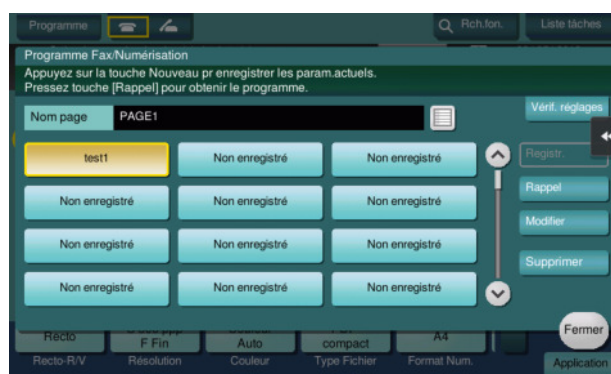 Programme
Rch.fon.
Liste tâches
Programme Fax/Numérisation
Appuyez sur la touche Nouveau pr enregistrer les param.actuels.
Pressez touche [Rappel] pour obtenir le programme.
Nom page PAGE1
Vérif. réglages
test1 Non enregistré Non enregistré
Registr.
Non enregistré Non enregistré Non enregistré
Rappel
Non enregistré Non enregistré Non enregistré
Modifier
Non enregistré Non enregistré Non enregistré
Supprimer
Fermer
Recto F Fin Auto compact A4
Recto-R/V Résolution Couleur Type Fichier Format Num. Application